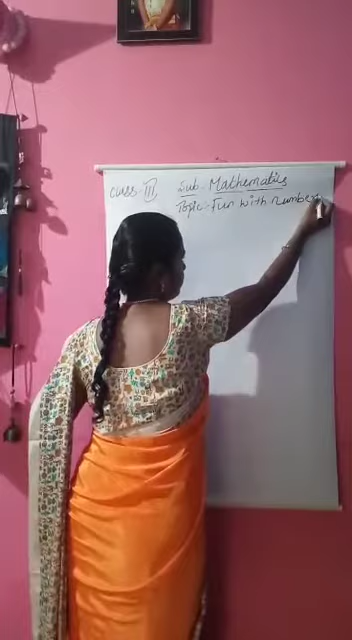 Class - III Sub - Mathematics
Topic - Fun with numbers